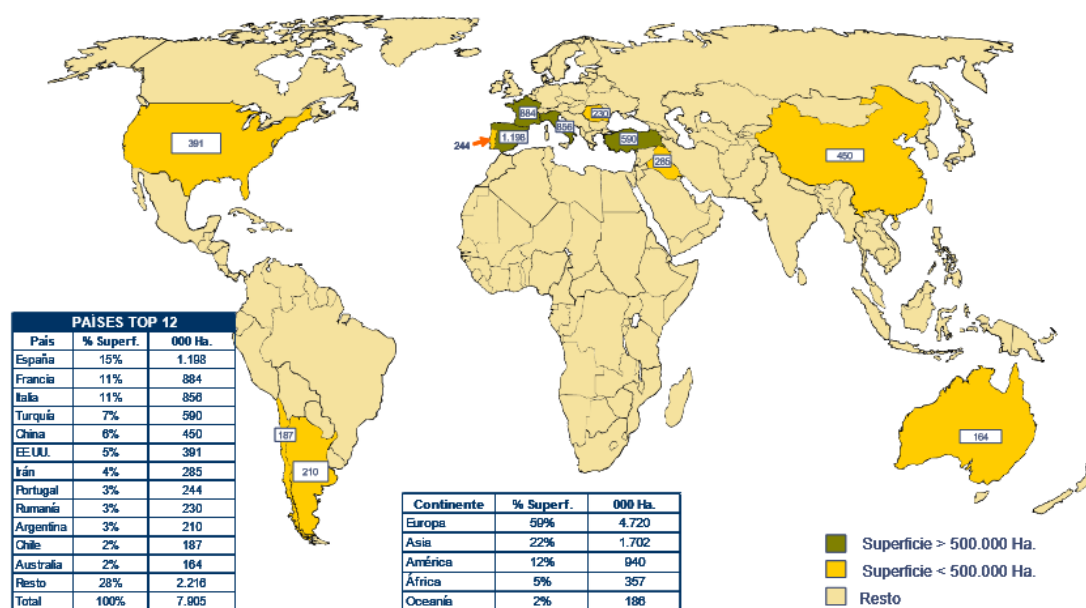 884
230
391
1.198
856
244
590
285
450
PAÍSES TOP 12
País % Superf. 000 Ha.
España 15% 1.198
Francia 11% 884
Italia 11% 856
Turquía 7% 590
China 6% 450
EE.UU. 5% 391
Irán 4% 285
Portugal 3% 244
Rumanía 3% 230
Argentina 3% 210
Chile 2% 187
Australia 2% 164
Resto 28% 2.216
Total 100% 7.905
187
210
164
Continente % Superf. 000 Ha.
Europa 59% 4.720
Asia 22% 1.702
América 12% 940
África 5% 357
Oceanía 2% 186
Superficie > 500.000 Ha.
Superficie < 500.000 Ha.
Resto